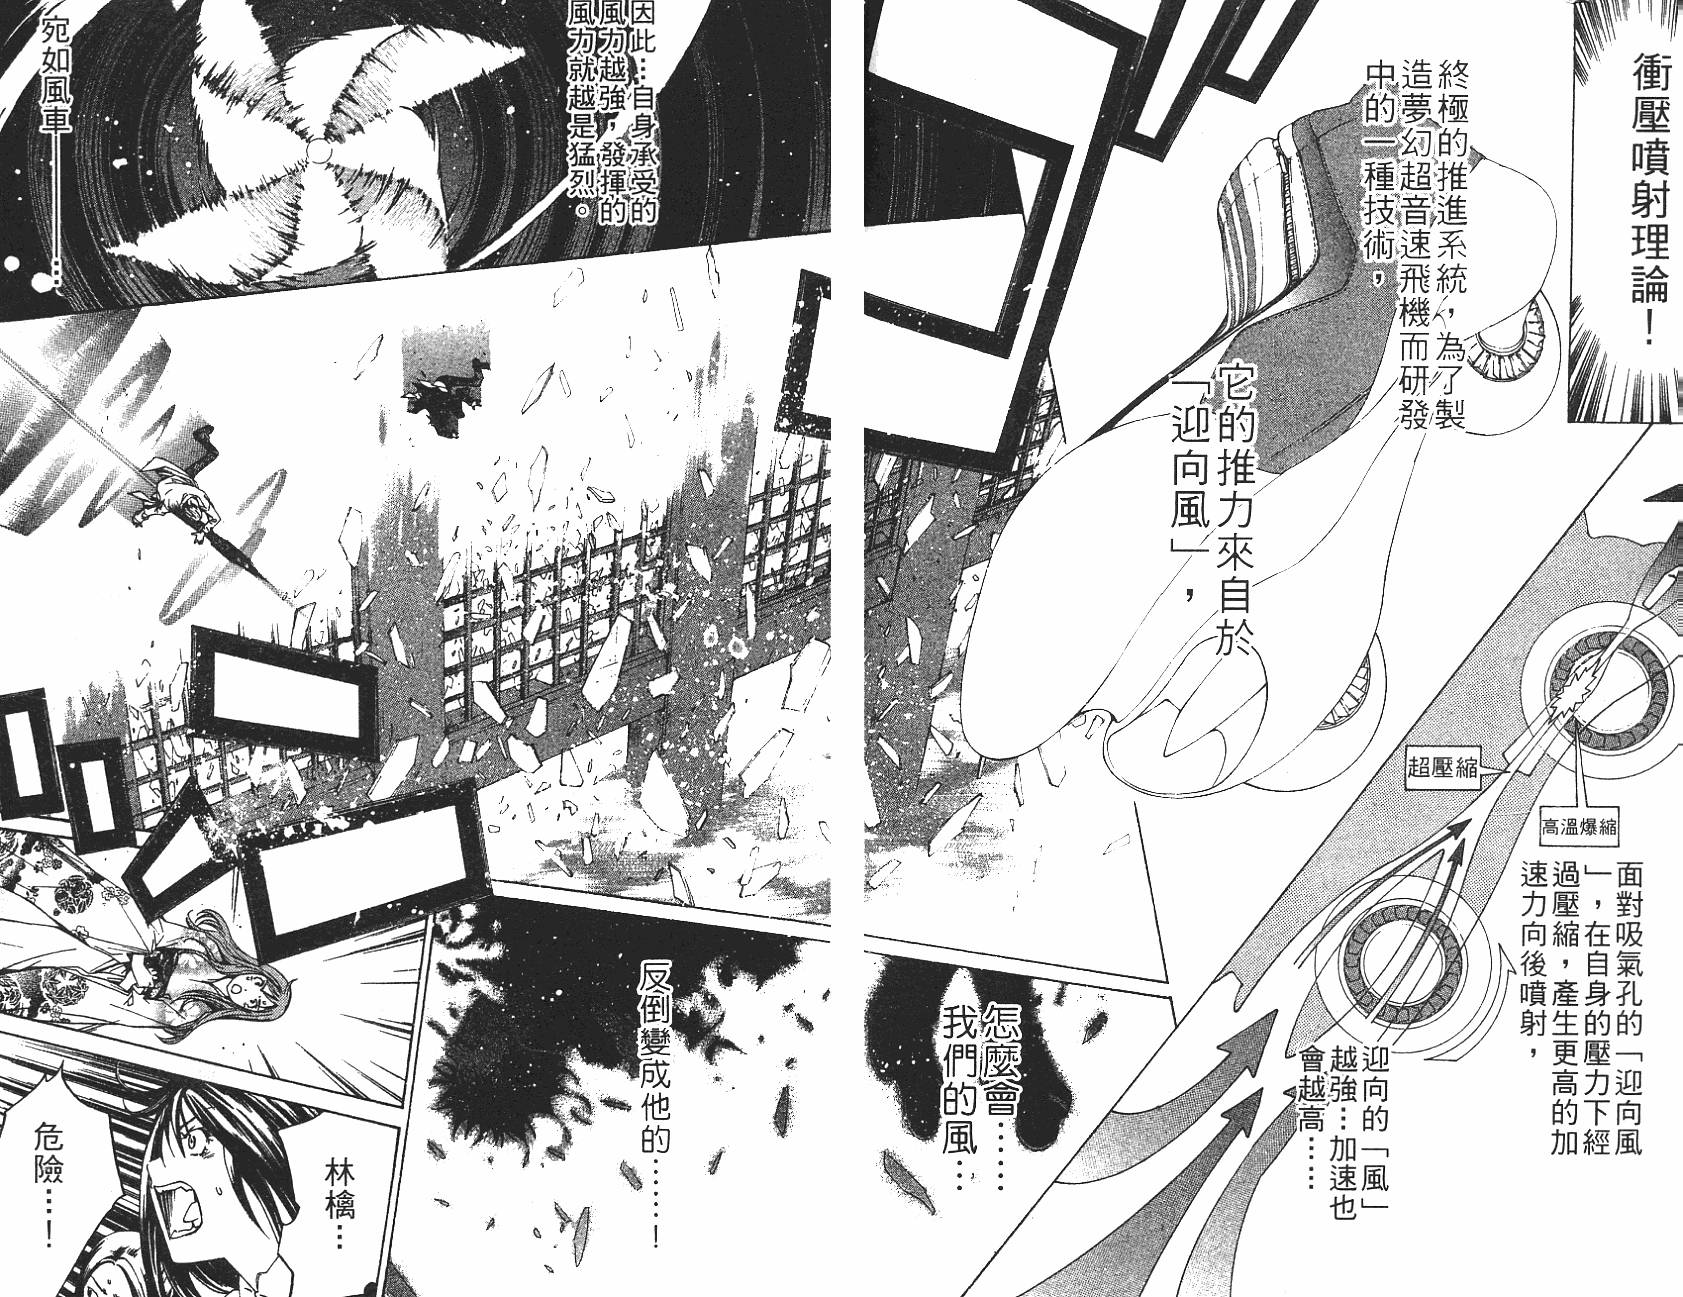 衝壓噴射理論！
終極的推進系統，為了製
造夢幻超音速飛機而研發
中的一種技術，
它的推力來自於
「迎向風」，
超壓縮
高溫爆縮
面對吸氣孔的「迎向風
」，在自身的壓力下經
過壓縮，產生更高的加
速力向後噴射，
迎向的「風」
越強…加速也
會越高……
怎麼會……
我們的風…
因此…自身承受的
風力越強，發揮的
風力就越是猛烈。
宛如風車——……
反倒變成他的………！
林檎…
危險…！